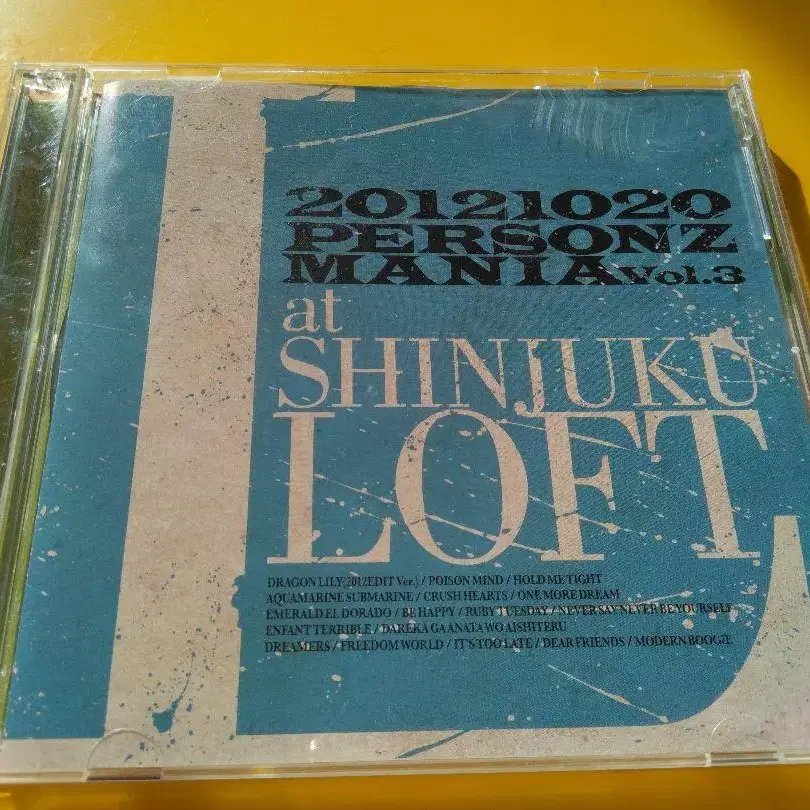 20121020
PERSONZ
MANIA Vol.3
at
SHINJUKU
LOFT
DRAGON LILY(2012EDIT Ver.) / POISON MIND / HOLD ME TIGHT
AQUAMARINE SUBMARINE / CRUSH HEARTS / ONE MORE DREAM
EMERALD.EL DORADO / BE HAPPY / RUBY TUESDAY / NEVER SAY NEVER BE YOURSELF
ENFANT TERRIBLE / DAREKA GA ANATA WO AISHITERU
DREAMERS / FREEDOM WORLD / IT'S TOO LATE / DEAR FRIENDS / MODERN BOOGA